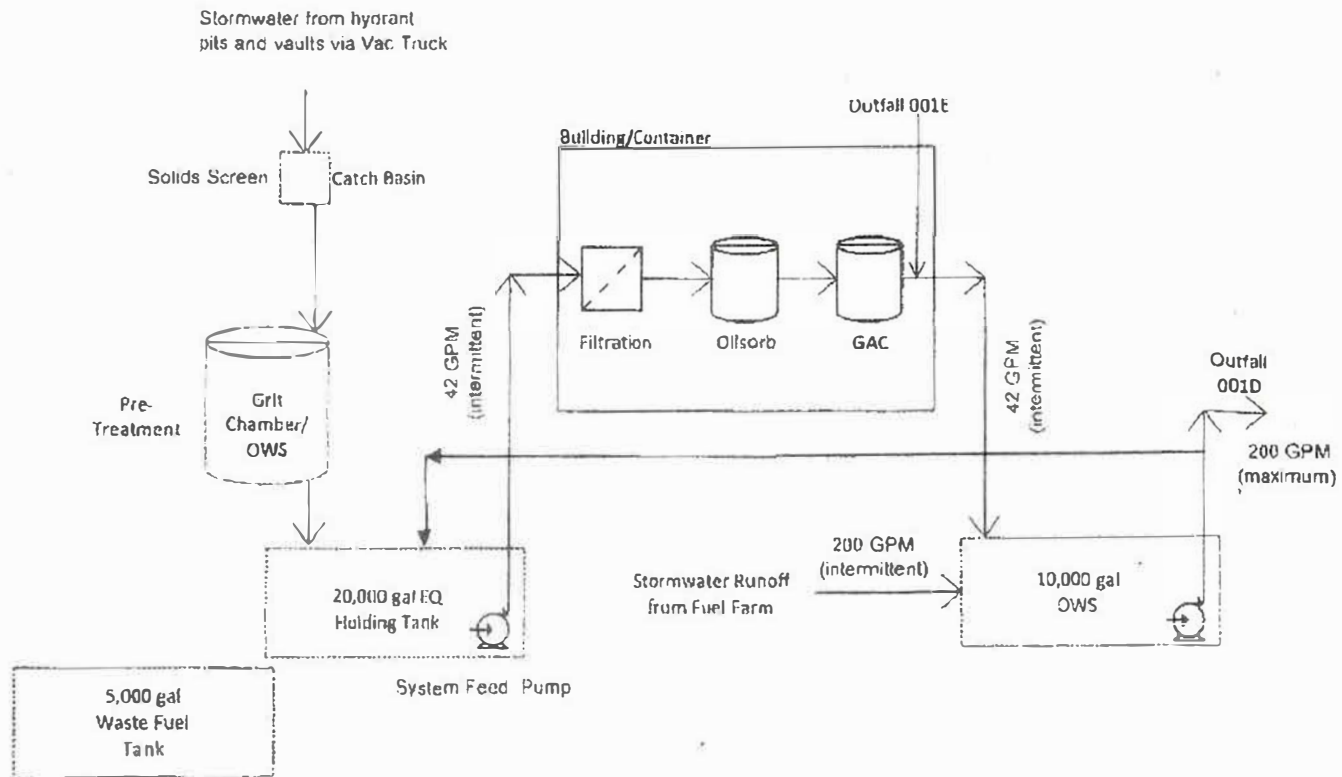 Stormwater from hydrant
pits and vaults via Vac Truck
Solids Screen
Catch Basin
Pre-
Treatment
Grit
Chamber/
OWS
42 GPM
(intermittent)
Building/Container
Outfall 001E
Filtration
Oilsorb
GAC
42 GPM
(intermittent)
Outfall
001D
200 GPM
(maximum)
20,000 gal EQ
Holding Tank
System Feed Pump
5,000 gal
Waste Fuel
Tank
Stormwater Runoff
from Fuel Farm
200 GPM
(intermittent)
10,000 gal
OWS